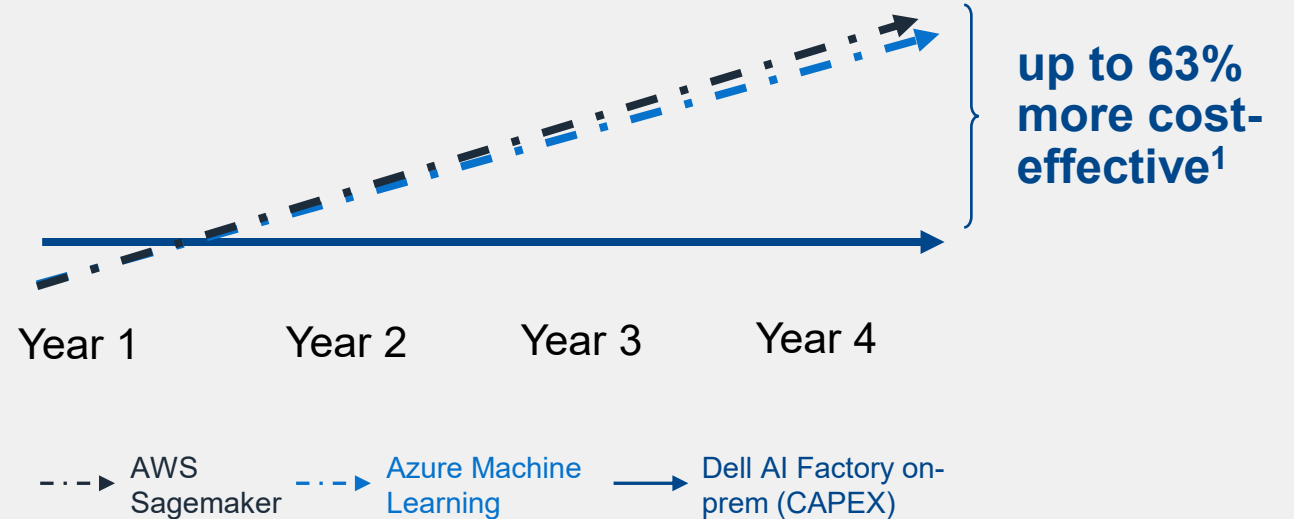 up to 63%
more cost-
effective1
Year 1
Year 2
Year 3
Year 4
AWS
Sagemaker
Azure Machine
Learning
Dell AI Factory on-
prem (CAPEX)